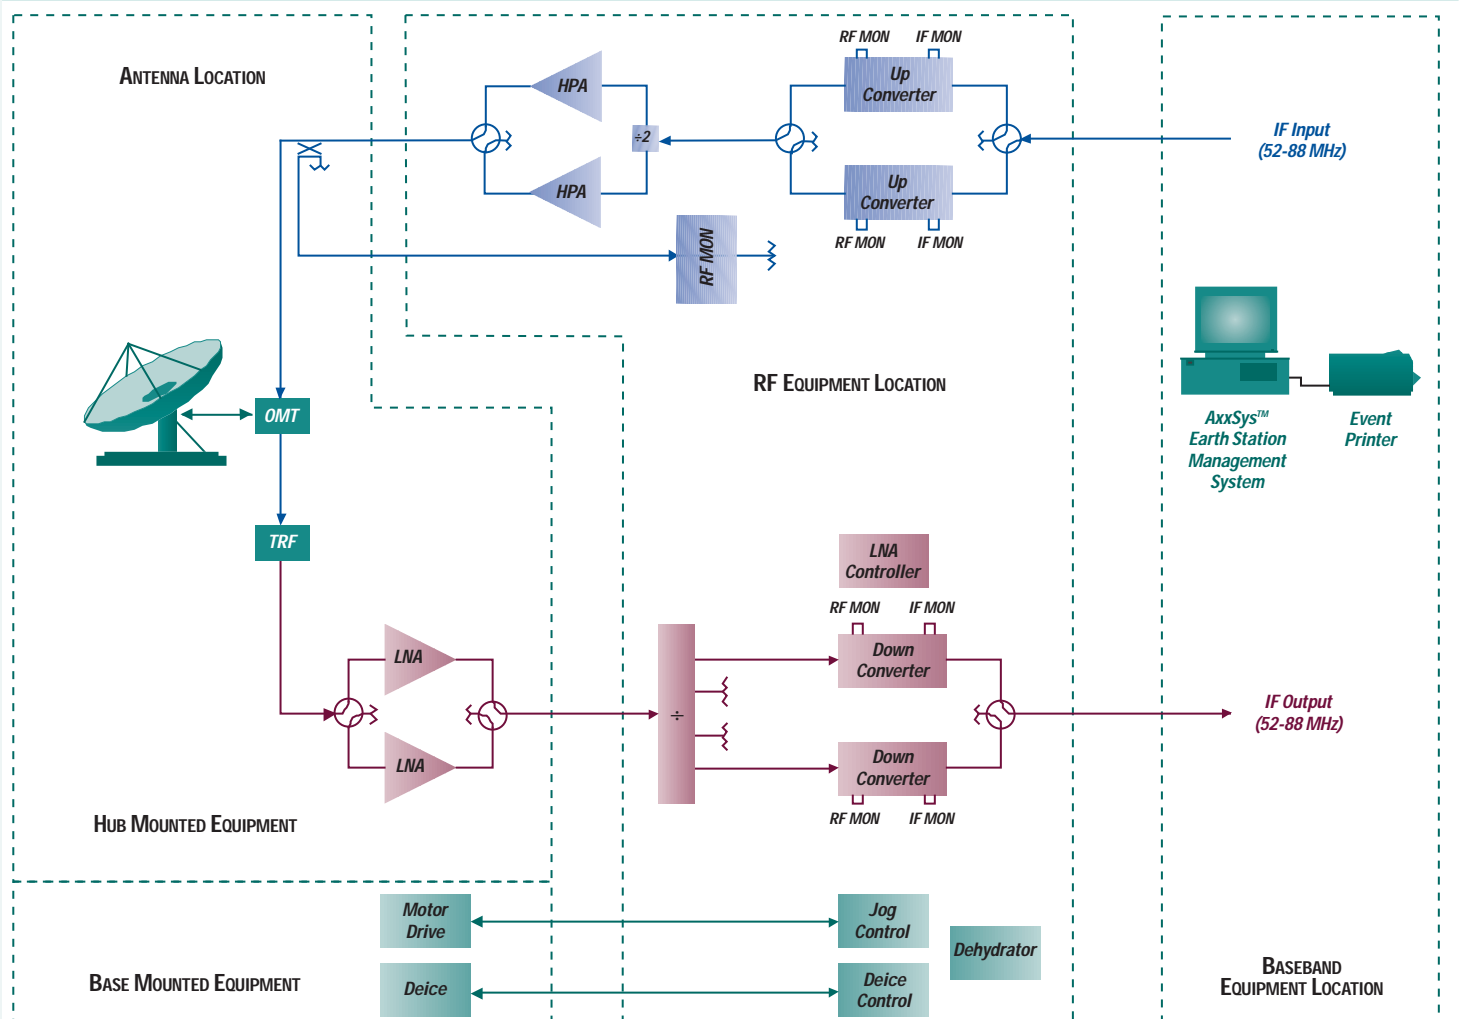 ANTENNA LOCATION
HPA
÷2
HPA
RF MON
RF MON IF MON
Up
Converter
Up
Converter
RF MON IF MON
IF Input
(52-88 MHz)
OMT
TRF
RF EQUIPMENT LOCATION
AxxSys™
Earth Station
Management
System
Event
Printer
LNA
Controller
RF MON IF MON
Down
Converter
LNA
LNA
÷
Down
Converter
RF MON IF MON
IF Output
(52-88 MHz)
HUB MOUNTED EQUIPMENT
Motor
Drive
Jog
Control
Dehydrator
BASE MOUNTED EQUIPMENT
Deice
Deice
Control
BASEBAND
EQUIPMENT LOCATION